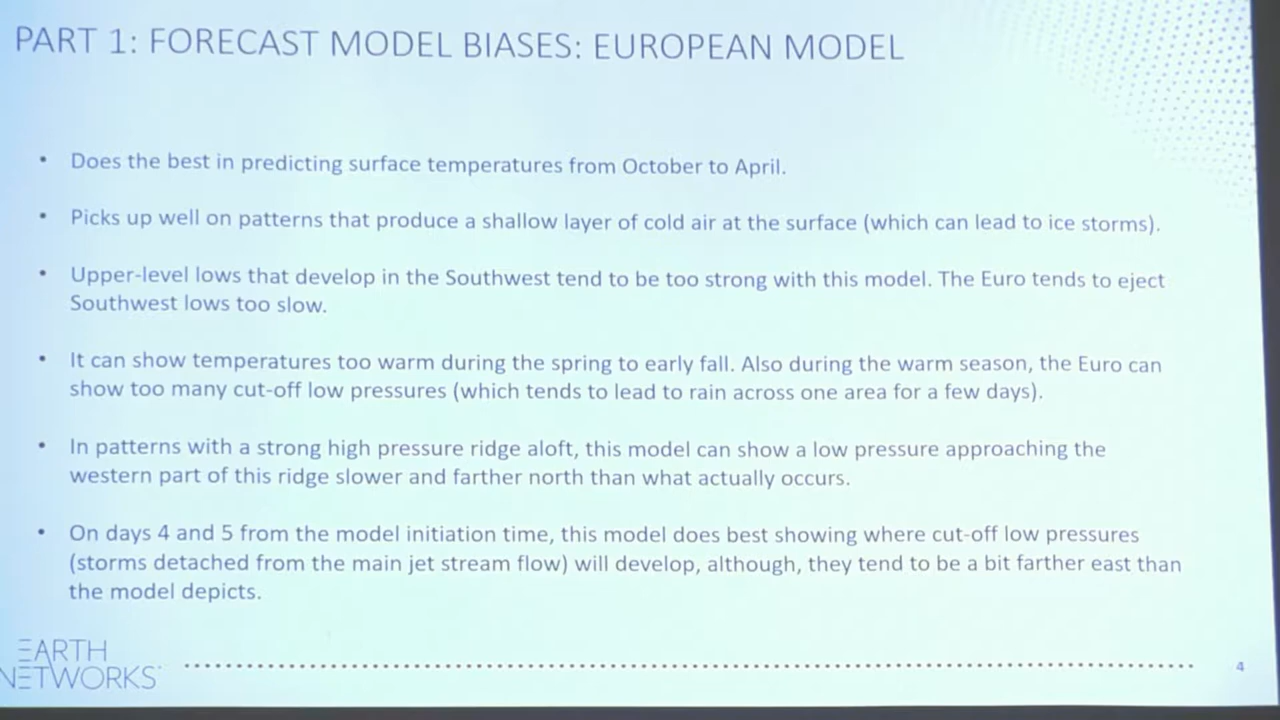 PART 1: FORECAST MODEL BIASES: EUROPEAN MODEL
• Does the best in predicting surface temperatures from October to April.
• Picks up well on patterns that produce a shallow layer of cold air at the surface (which can lead to ice storms).
• Upper-level lows that develop in the Southwest tend to be too strong with this model. The Euro tends to eject
Southwest lows too slow.
• It can show temperatures too warm during the spring to early fall. Also during the warm season, the Euro can
show too many cut-off low pressures (which tends to lead to rain across one area for a few days).
• In patterns with a strong high pressure ridge aloft, this model can show a low pressure approaching the
western part of this ridge slower and farther north than what actually occurs.
• On days 4 and 5 from the model initiation time, this model does best showing where cut-off low pressures
(storms detached from the main jet stream flow) will develop, although, they tend to be a bit farther east than
the model depicts.
EARTH
NETWORKS
4